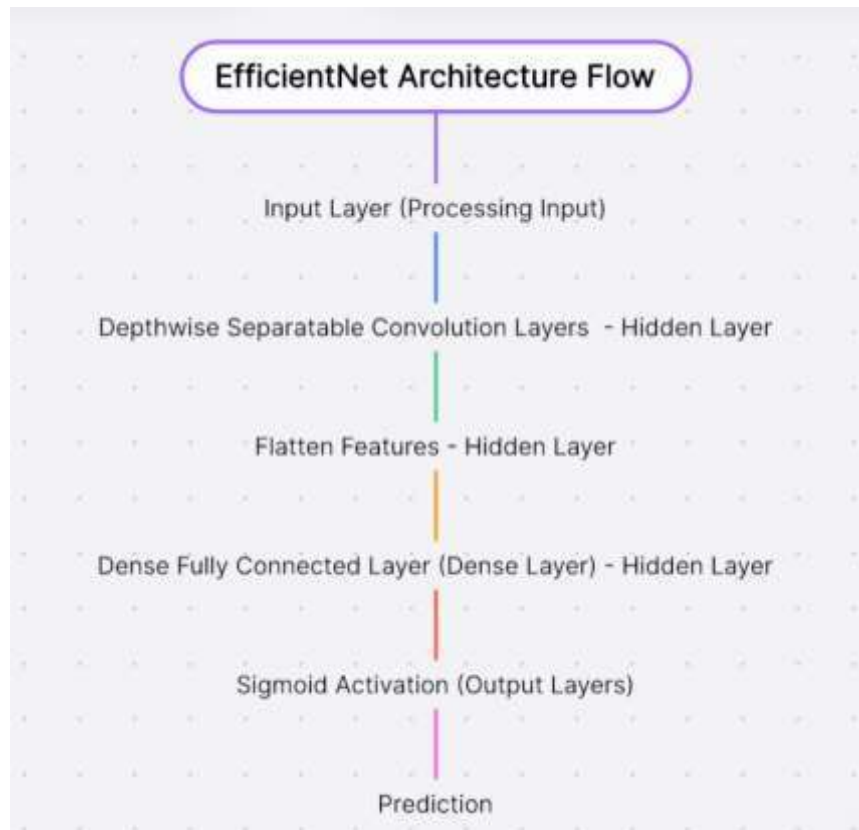 EfficientNet Architecture Flow
Input Layer (Processing Input)
Depthwise Separatable Convolution Layers - Hidden Layer
Flatten Features - Hidden Layer
Dense Fully Connected Layer (Dense Layer) - Hidden Layer
Sigmoid Activation (Output Layers)
Prediction